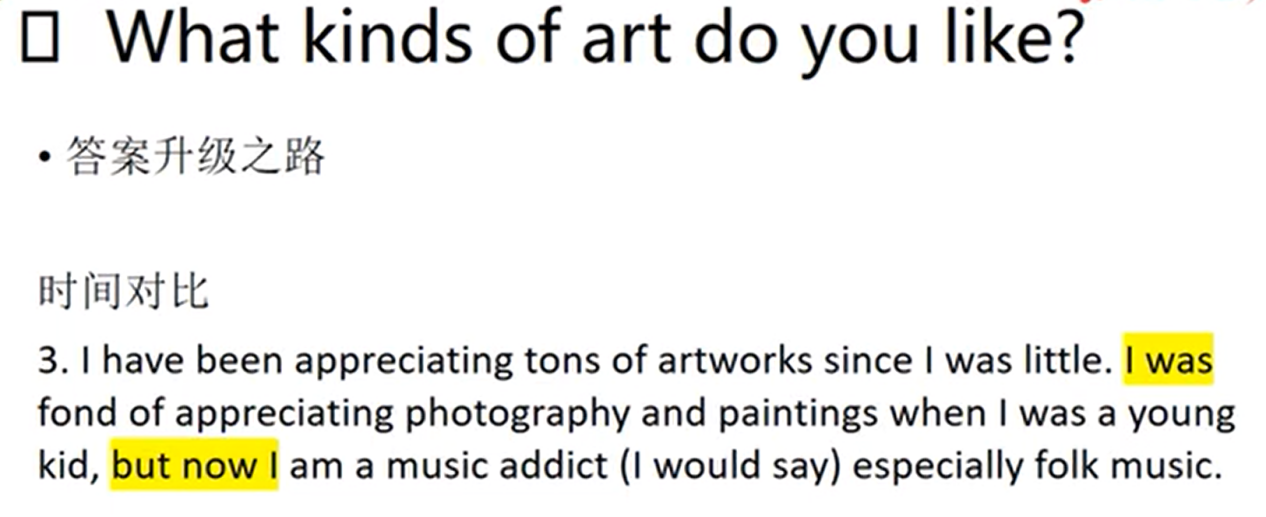 What kinds of art do you like?
• 答案升级之路
时间对比
3. I have been appreciating tons of artworks since I was little. I was
fond of appreciating photography and paintings when I was a young
kid, but now I am a music addict (I would say) especially folk music.